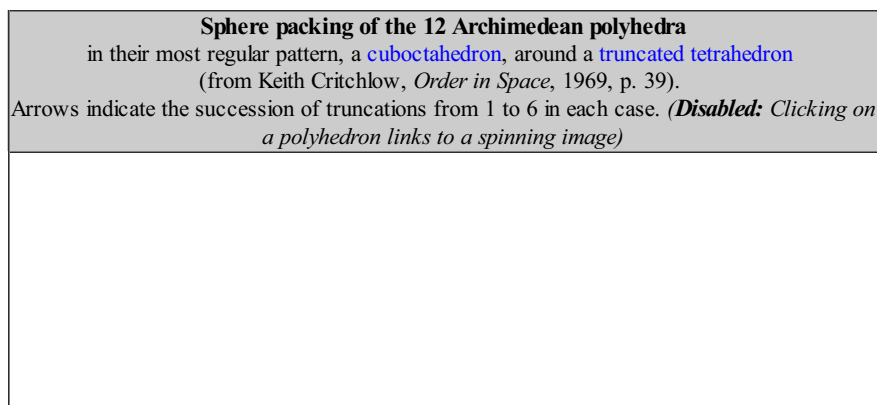 Sphere packing of the 12 Archimedean polyhedra
in their most regular pattern, a cuboctahedron, around a truncated tetrahedron
(from Keith Critchlow, Order in Space, 1969, p. 39).
Arrows indicate the succession of truncations from 1 to 6 in each case. (Disabled: Clicking on
a polyhedron links to a spinning image)